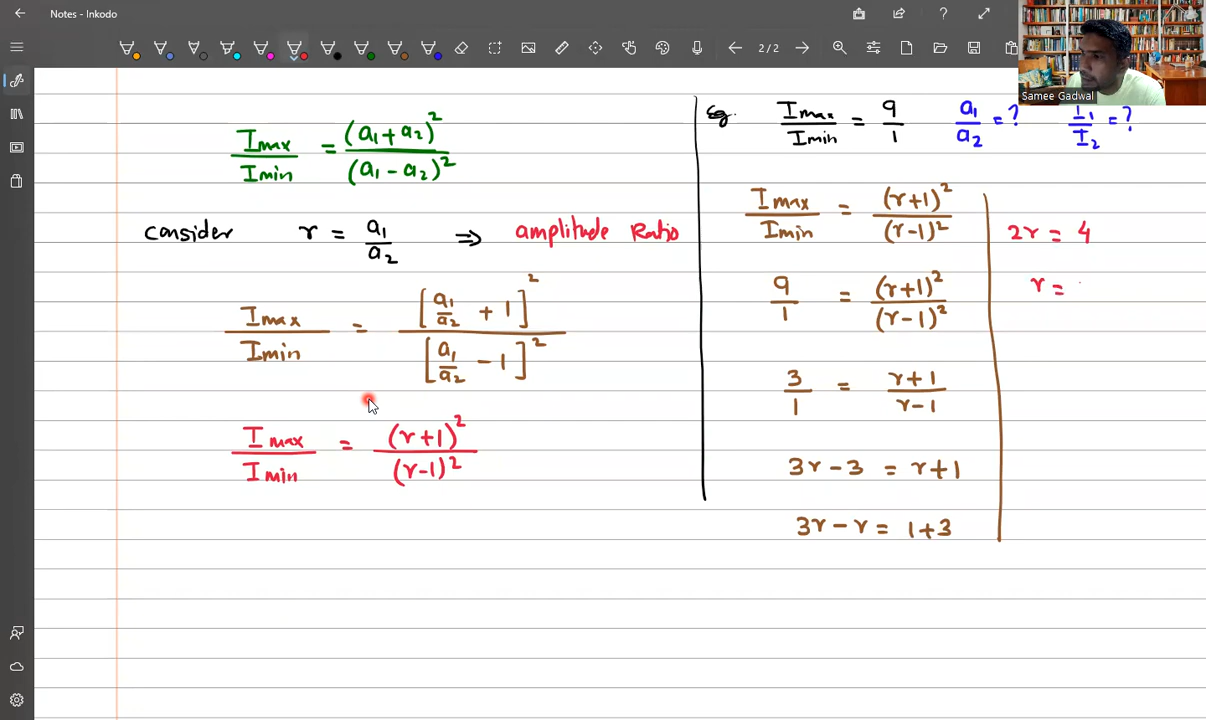 Notes - Inkodo
2/2
Samee Gadwal
Imax/Imin = (a1 + a2)²/(a1 - a2)²
consider r = a1/a2 ⇒ amplitude Ratio
Imax/Imin = [a1/a2 + 1]²/[a1/a2 - 1]²
Imax/Imin = (r+1)²/(r-1)²
Eg. Imax/Imin = 9/1 a1/a2 = ? I1/I2 = ?
Imax/Imin = (r+1)²/(r-1)²
9/1 = (r+1)²/(r-1)²
3/1 = r+1/r-1
3r - 3 = r+1
3r - r = 1+3
2r = 4
r =